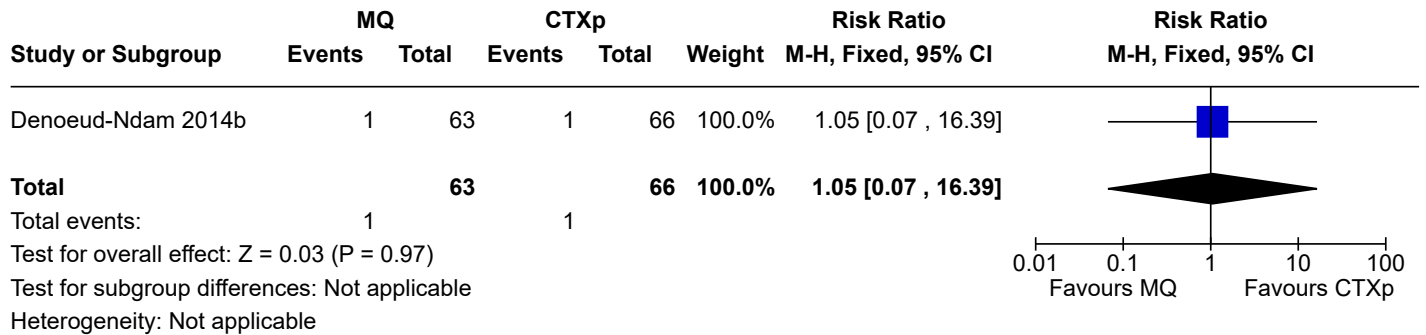 MQ CTXp Risk Ratio Risk Ratio
Study or Subgroup Events Total Events Total Weight M-H, Fixed, 95% CI M-H, Fixed, 95% CI
Denoeud-Ndam 2014b 1 63 1 66 100.0% 1.05 [0.07 , 16.39]
Total 63 66 100.0% 1.05 [0.07 , 16.39]
Total events: 1 1
Test for overall effect: Z = 0.03 (P = 0.97)
0.01 0.1 1 10 100
Test for subgroup differences: Not applicable Favours MQ Favours CTXp
Heterogeneity: Not applicable